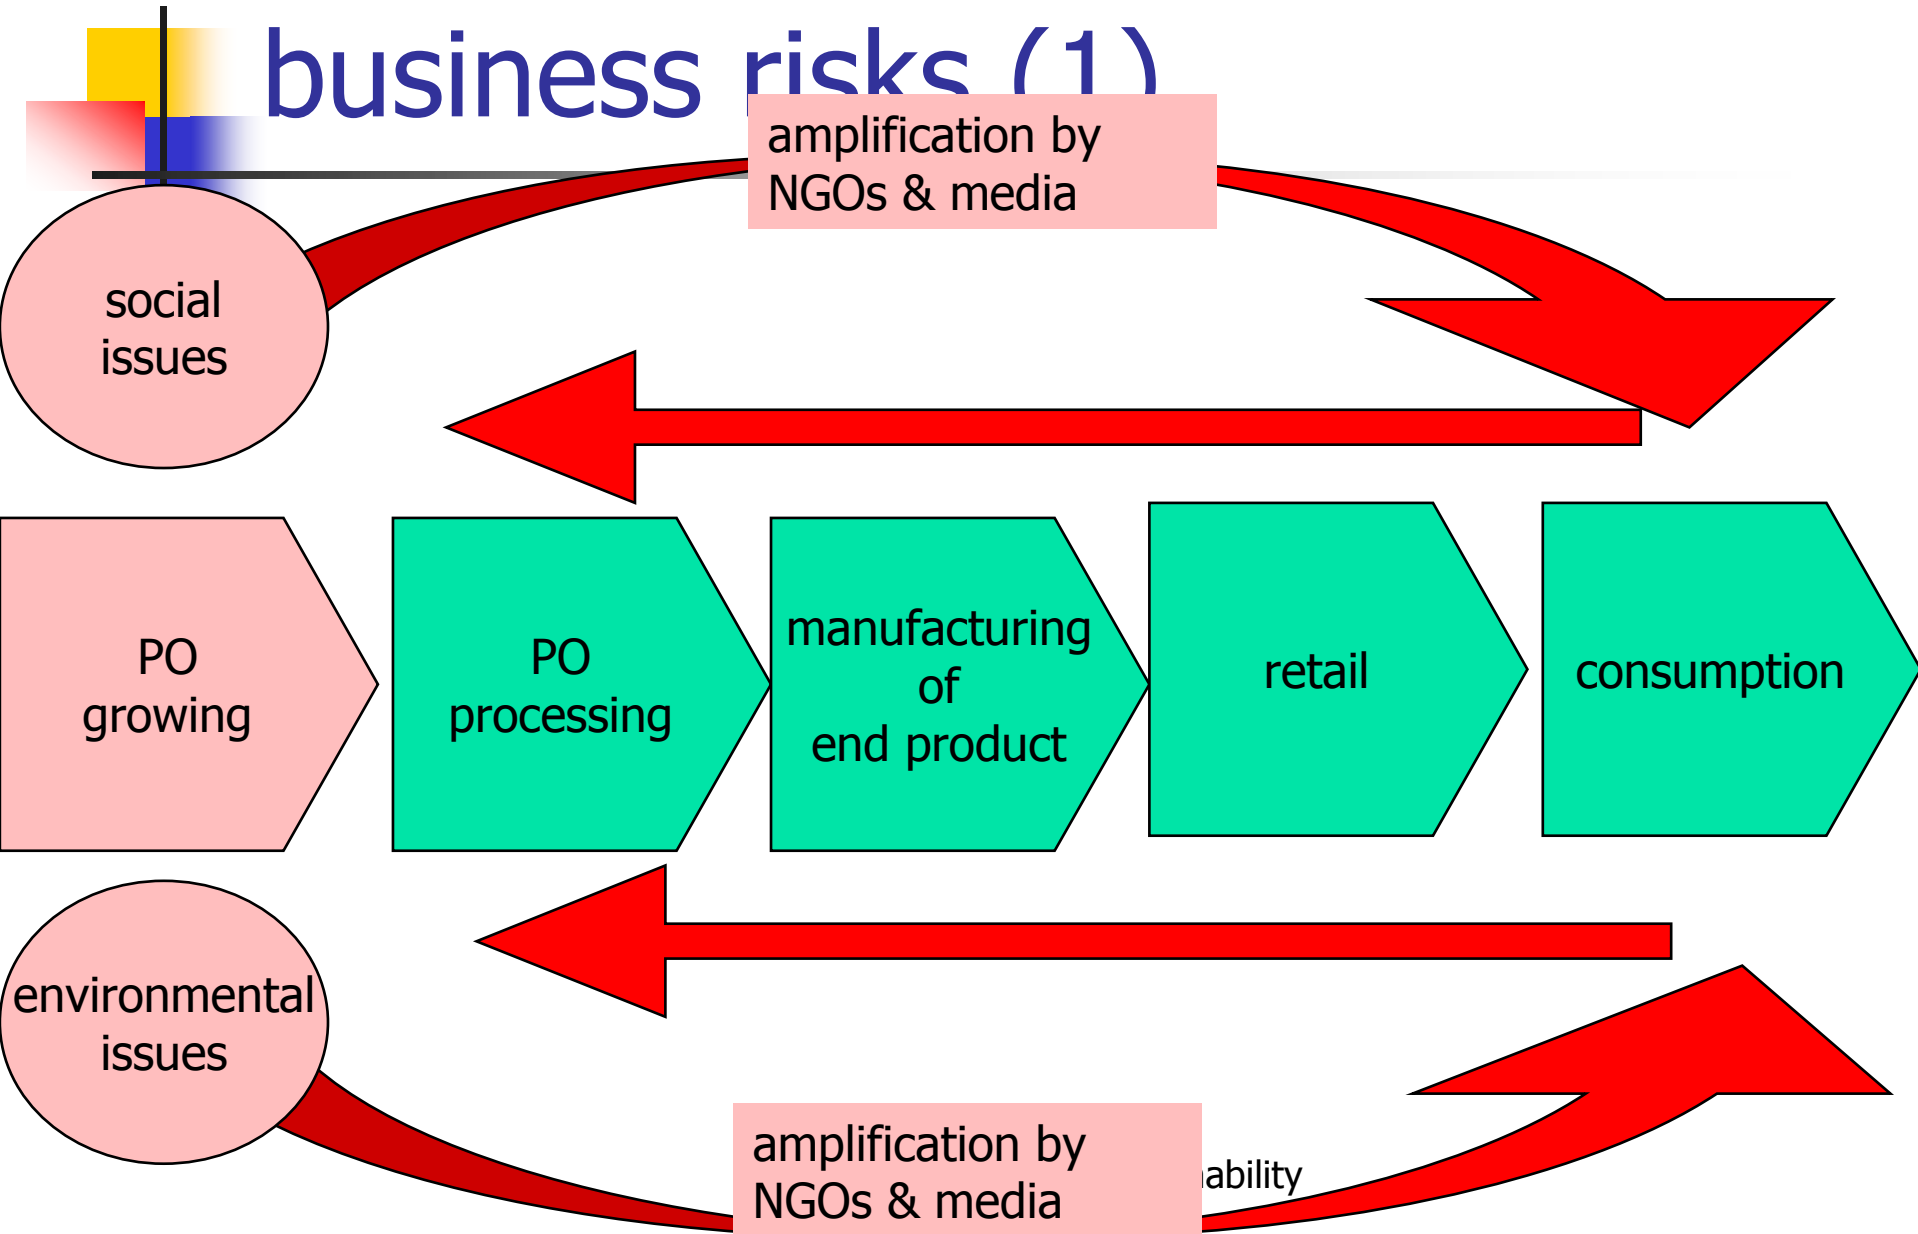 business risks (1)
amplification by
NGOs & media
social
issues
PO
growing
PO
processing
manufacturing
of
end product
retail
consumption
environmental
issues
amplification by
NGOs & media